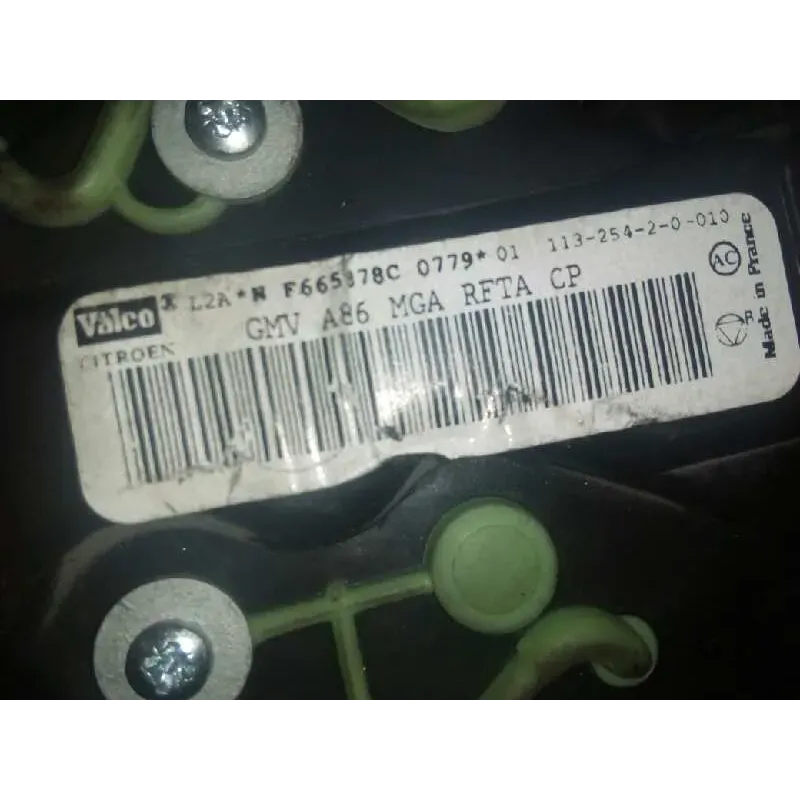 Valeo L2A*N F665378C 0779*01 113-254-2-0-010
GMV A86 MGA RFTA CP
CITROEN
AC
Made in France